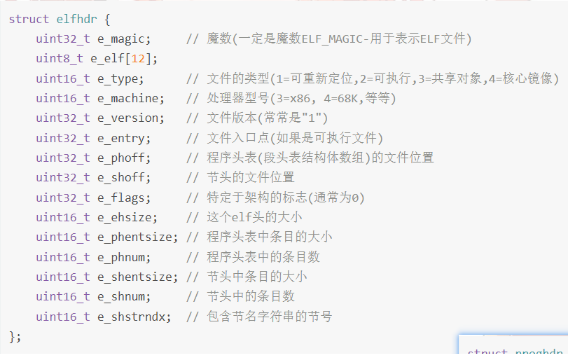 struct elfhdr {
uint32_t e_magic; // 魔数(一定是魔数ELF_MAGIC-用于表示ELF文件)
uint8_t e_elf[12];
uint16_t e_type; // 文件的类型(1=可重新定位,2=可执行,3=共享对象,4=核心镜像)
uint16_t e_machine; // 处理器型号(3=x86, 4=68K,等等)
uint32_t e_version; // 文件版本(常常是"1")
uint32_t e_entry; // 文件入口点(如果是可执行文件)
uint32_t e_phoff; // 程序头表(段头表结构体数组)的文件位置
uint32_t e_shoff; // 节头的文件位置
uint32_t e_flags; // 特定于架构的标志(通常为0)
uint16_t e_ehsize; // 这个elf头的大小
uint16_t e_phentsize; // 程序头表中条目的大小
uint16_t e_phnum; // 程序头表中的条目数
uint16_t e_shentsize; // 节头中条目的大小
uint16_t e_shnum; // 节头中的条目数
uint16_t e_shstrndx; // 包含节名字符串的节号
};
struct